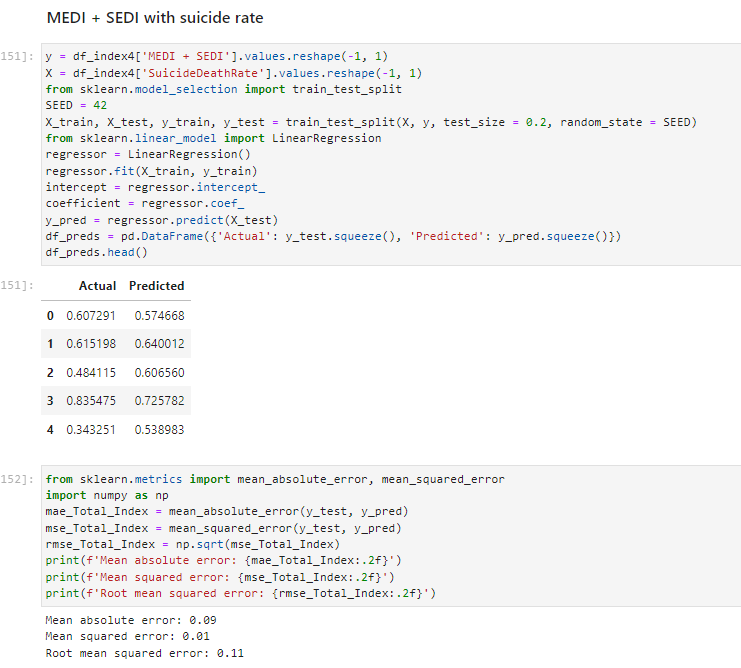 MEDI + SEDI with suicide rate
151]:
y = df_index4['MEDI + SEDI'].values.reshape(-1, 1)
X = df_index4['SuicideDeathRate'].values.reshape(-1, 1)
from sklearn.model_selection import train_test_split
SEED = 42
X_train, X_test, y_train, y_test = train_test_split(X, y, test_size = 0.2, random_state = SEED)
from sklearn.linear_model import LinearRegression
regressor = LinearRegression()
regressor.fit(X_train, y_train)
intercept = regressor.intercept_
coefficient = regressor.coef_
y_pred = regressor.predict(X_test)
df_preds = pd.DataFrame({'Actual': y_test.squeeze(), 'Predicted': y_pred.squeeze()})
df_preds.head()
151]:
Actual Predicted
0 0.607291 0.574668
1 0.615198 0.640012
2 0.484115 0.606560
3 0.835475 0.725782
4 0.343251 0.538983
152]:
from sklearn.metrics import mean_absolute_error, mean_squared_error
import numpy as np
mae_Total_Index = mean_absolute_error(y_test, y_pred)
mse_Total_Index = mean_squared_error(y_test, y_pred)
rmse_Total_Index = np.sqrt(mse_Total_Index)
print(f'Mean absolute error: {mae_Total_Index:.2f}')
print(f'Mean squared error: {mse_Total_Index:.2f}')
print(f'Root mean squared error: {rmse_Total_Index:.2f}')
Mean absolute error: 0.09
Mean squared error: 0.01
Root mean squared error: 0.11